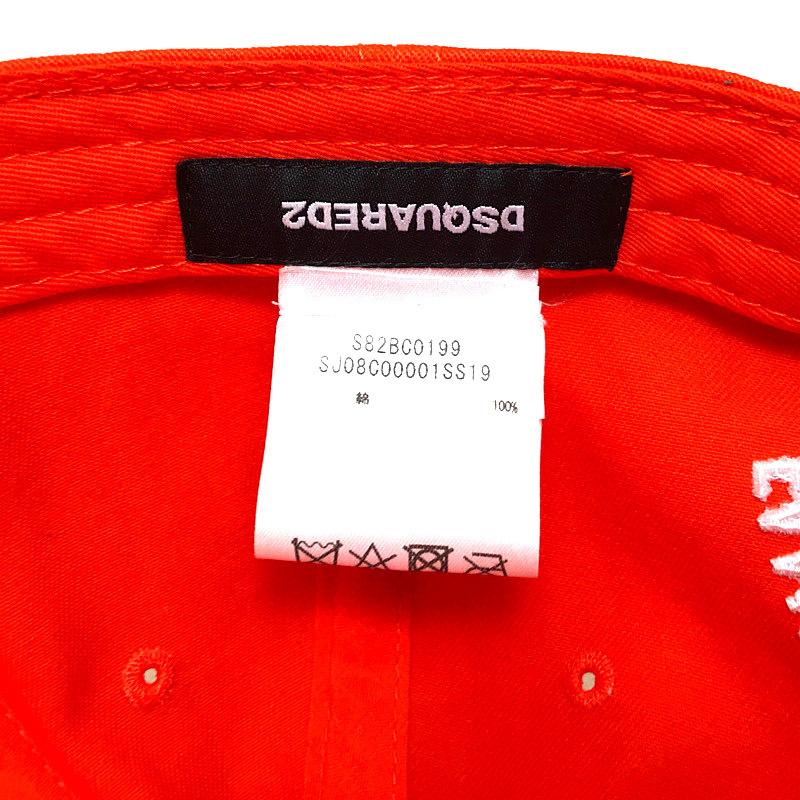 DSQUARED2
S82BC0199
SJ08C00001SS19
綿 100%